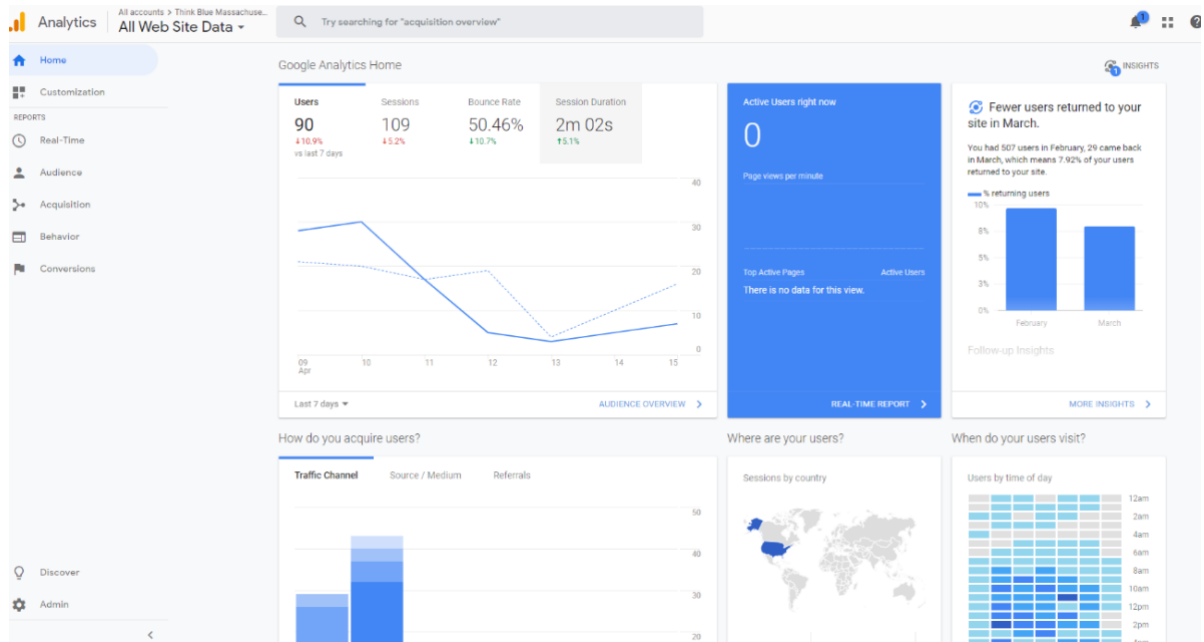 Analytics
All accounts > Think Blue Massachuse...
All Web Site Data
Try searching for "acquisition overview"
1
Home
Customization
REPORTS
Real-Time
Audience
Acquisition
Behavior
Conversions
Discover
Admin
Google Analytics Home
1
INSIGHTS
Users
90
↓10.9%
vs last 7 days
Sessions
109
↓5.2%
Bounce Rate
50.46%
↓10.7%
Session Duration
2m 02s
↑5.1%
40
30
20
10
0
09
Apr
10
11
12
13
14
15
Last 7 days
AUDIENCE OVERVIEW
Active Users right now
0
Page views per minute
Top Active Pages
Active Users
There is no data for this view.
REAL-TIME REPORT
Fewer users returned to your
site in March.
You had 507 users in February, 29 came back
in March, which means 7.92% of your users
returned to your site.
% returning users
10%
8%
5%
3%
0%
February
March
Follow-up Insights
MORE INSIGHTS
How do you acquire users?
Traffic Channel
Source / Medium
Referrals
50
40
30
20
Where are your users?
Sessions by country
When do your users visit?
Users by time of day
12am
2am
4am
6am
8am
10am
12pm
2pm